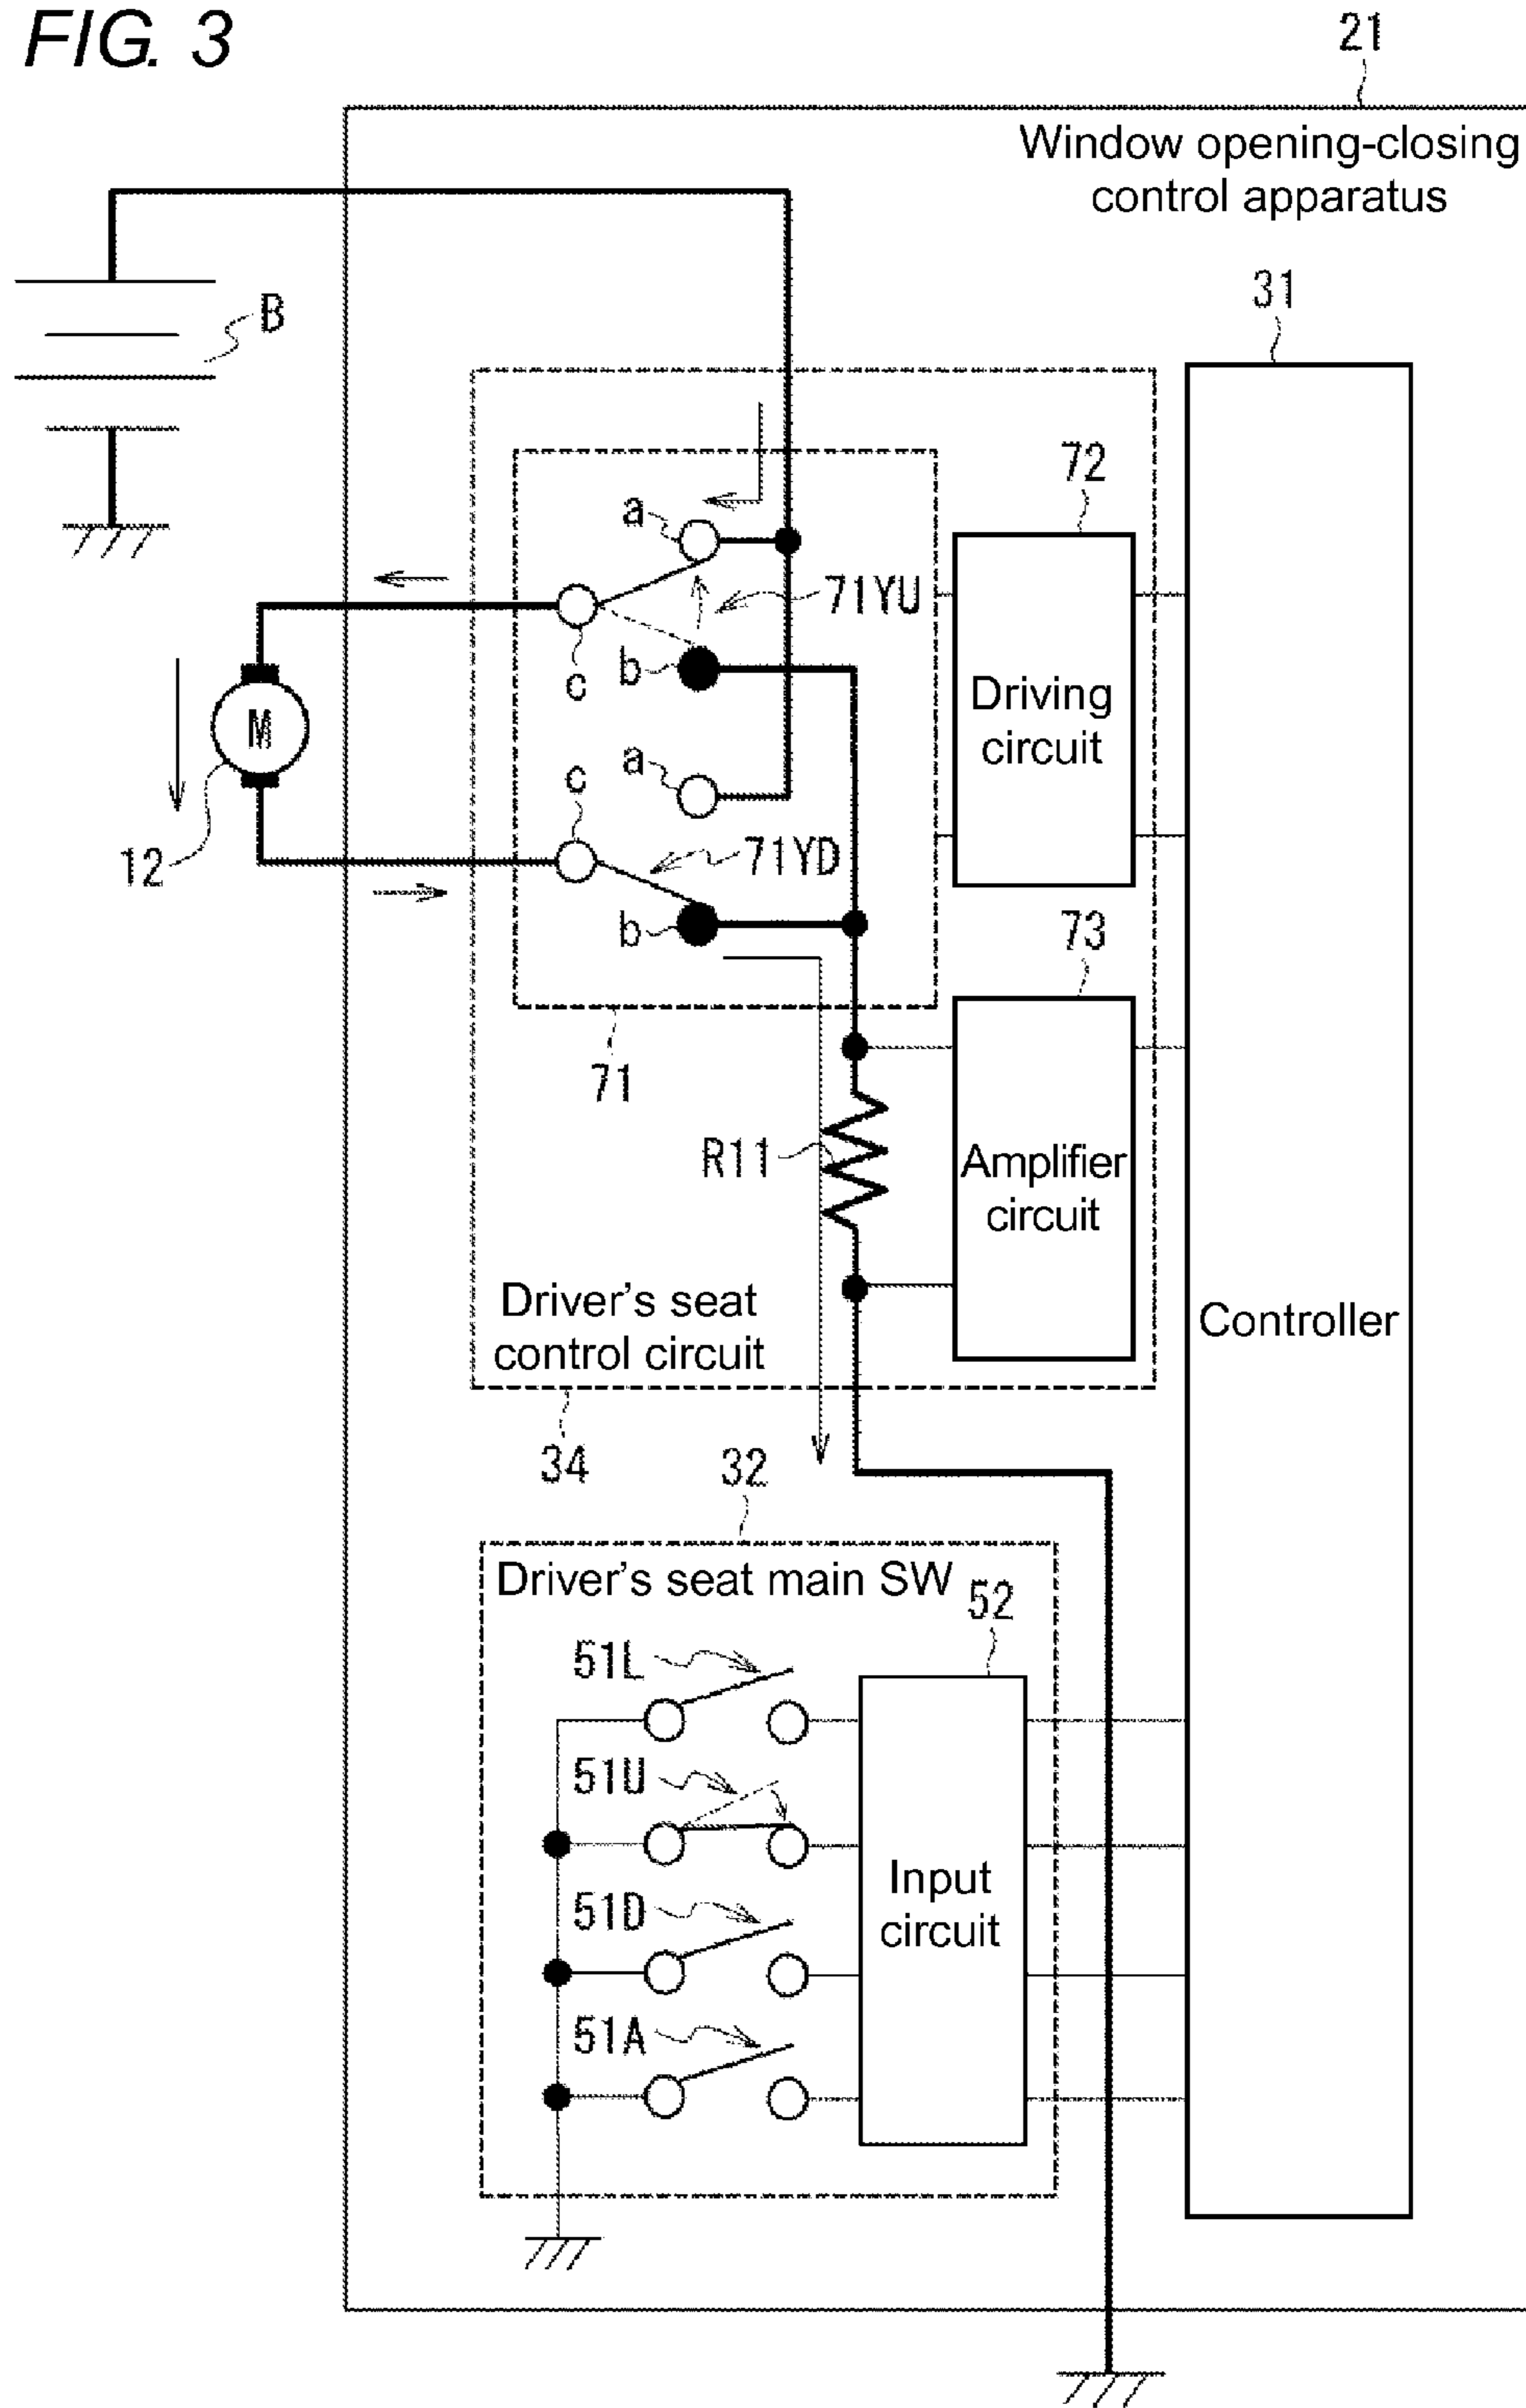 FIG. 3
21
Window opening-closing
control apparatus
B
31
72
a
71YU
c
b
Driving
circuit
M
a
c
12
71YD
b
73
71
R11
Amplifier
circuit
Driver's seat
control circuit
Controller
34
32
Driver's seat main SW
52
51L
51U
Input
circuit
51D
51A